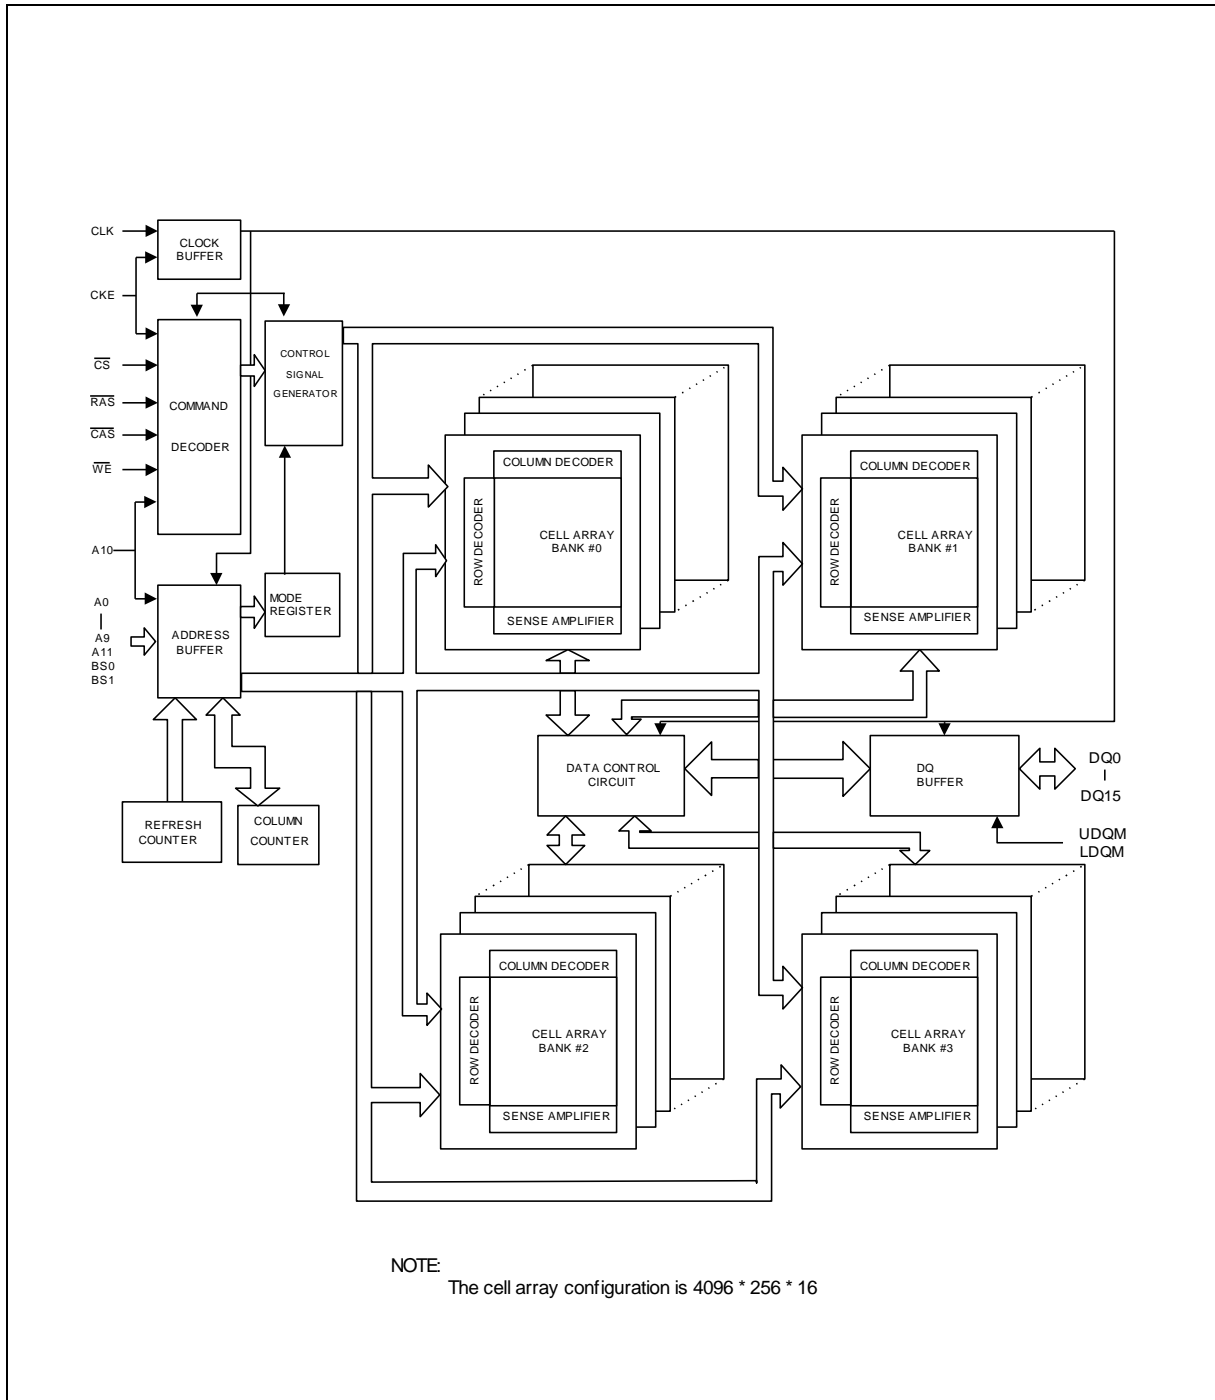 CLK
CLOCK
BUFFER
CKE
CS
RAS
CAS
WE
COMMAND
DECODER
CONTROL
SIGNAL
GENERATOR
A10
A0
A9
A11
BS0
BS1
ADDRESS
BUFFER
MODE
REGISTER
REFRESH
COUNTER
COLUMN
COUNTER
COLUMN DECODER
ROW DECODER
CELL ARRAY
BANK #0
SENSE AMPLIFIER
COLUMN DECODER
ROW DECODER
CELL ARRAY
BANK #1
SENSE AMPLIFIER
DATA CONTROL
CIRCUIT
DQ
BUFFER
DQ0
DQ15
UDQM
LDQM
COLUMN DECODER
ROW DECODER
CELL ARRAY
BANK #2
SENSE AMPLIFIER
COLUMN DECODER
ROW DECODER
CELL ARRAY
BANK #3
SENSE AMPLIFIER
NOTE:
The cell array configuration is 4096 * 256 * 16